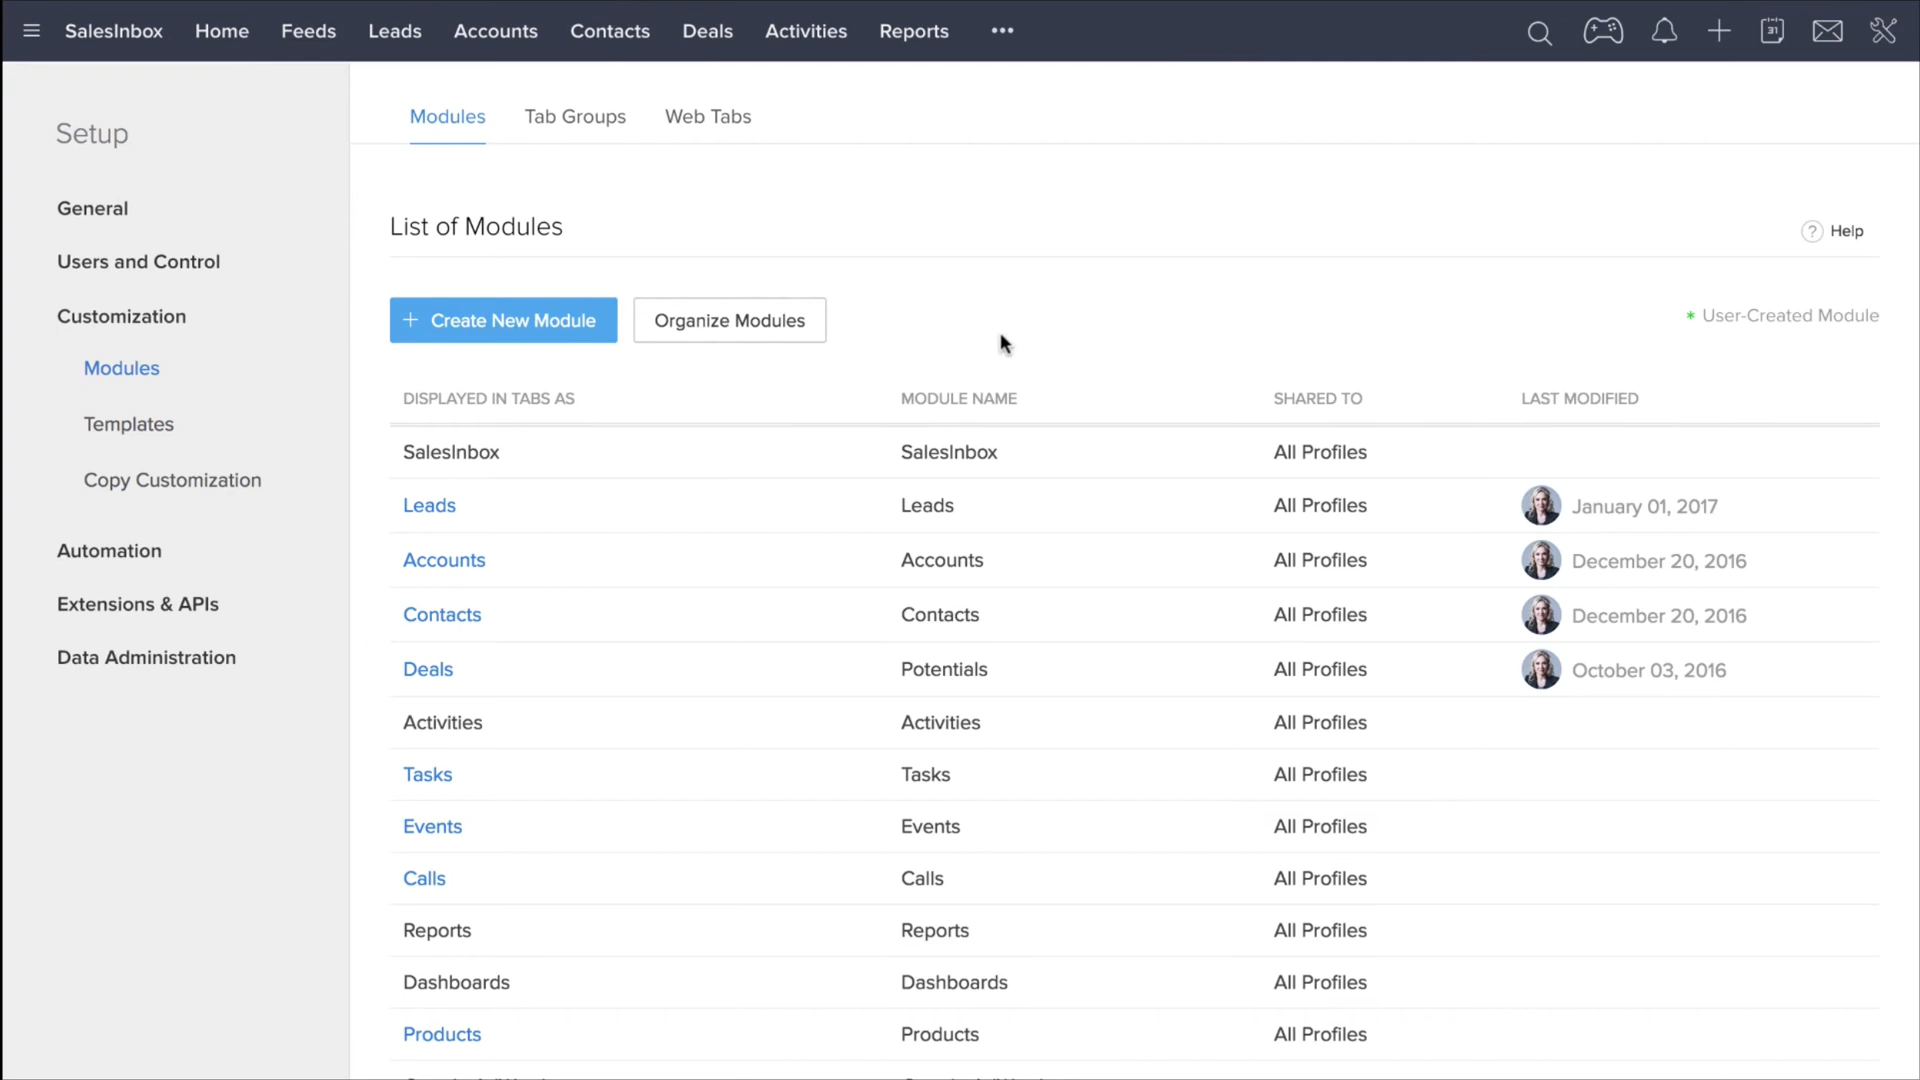 SalesInbox Home Feeds Leads Accounts Contacts Deals Activities Reports •••
31
Setup
General
Users and Control
Customization
Modules
Templates
Copy Customization
Automation
Extensions & APIs
Data Administration
Modules Tab Groups Web Tabs
List of Modules
? Help
+ Create New Module Organize Modules
* User-Created Module
DISPLAYED IN TABS AS MODULE NAME SHARED TO LAST MODIFIED
SalesInbox SalesInbox All Profiles
Leads Leads All Profiles January 01, 2017
Accounts Accounts All Profiles December 20, 2016
Contacts Contacts All Profiles December 20, 2016
Deals Potentials All Profiles October 03, 2016
Activities Activities All Profiles
Tasks Tasks All Profiles
Events Events All Profiles
Calls Calls All Profiles
Reports Reports All Profiles
Dashboards Dashboards All Profiles
Products Products All Profiles